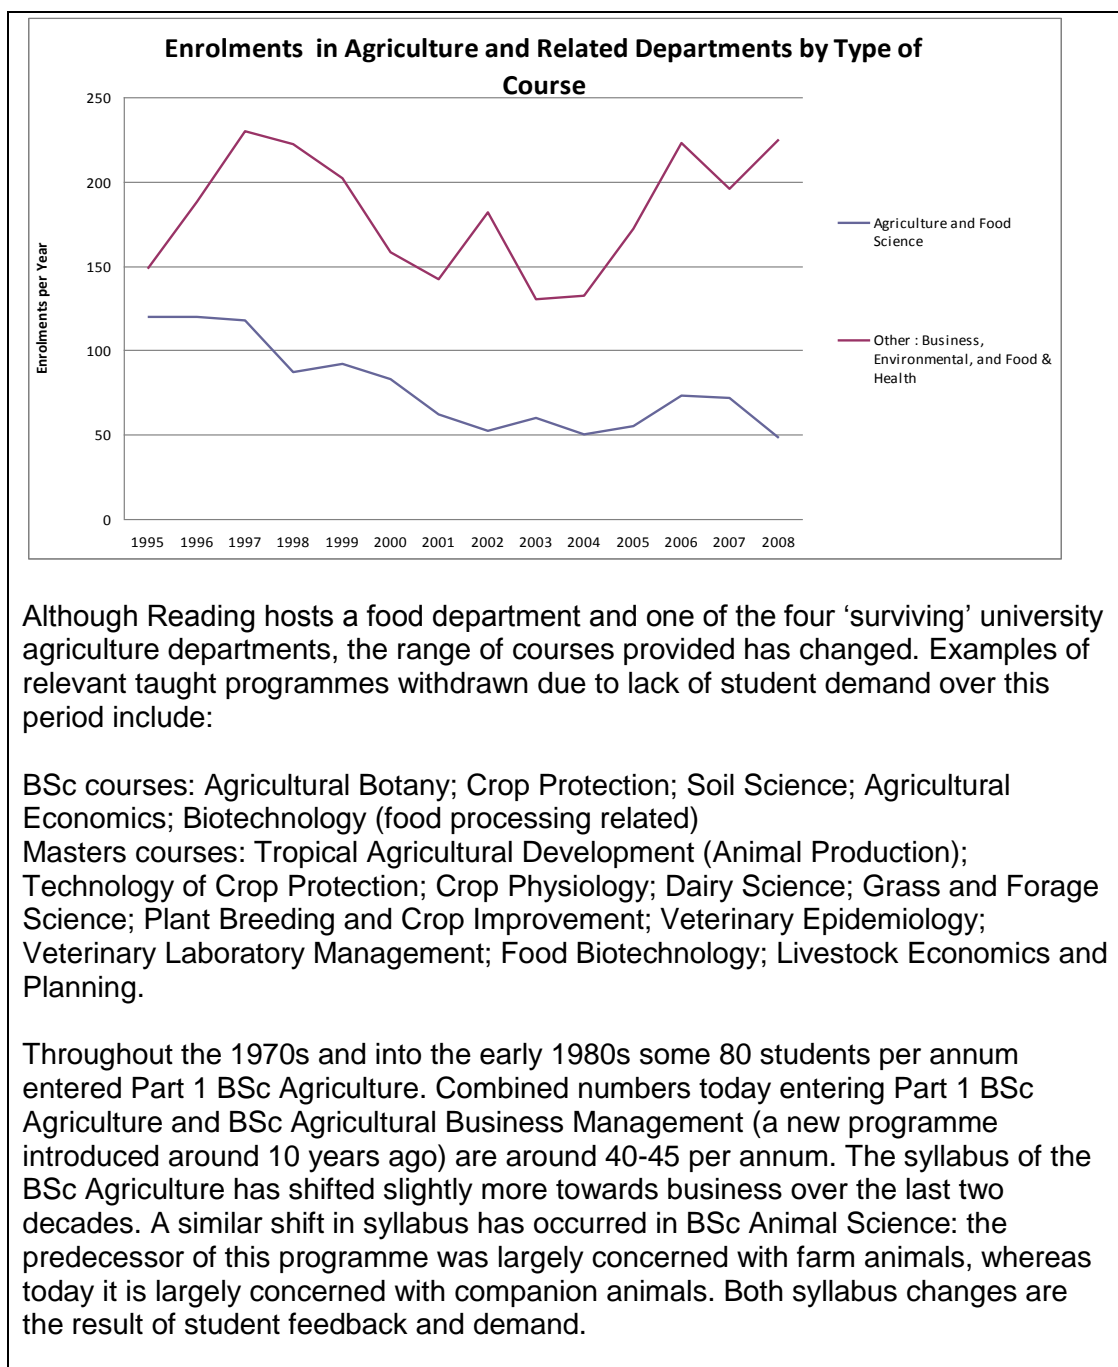 Enrolments in Agriculture and Related Departments by Type of
Course
250
200
150
100
50
0
Enrolments per Year
1995 1996 1997 1998 1999 2000 2001 2002 2003 2004 2005 2006 2007 2008
Agriculture and Food
Science
Other : Business,
Environmental, and Food &
Health
Although Reading hosts a food department and one of the four ‘surviving’ university
agriculture departments, the range of courses provided has changed. Examples of
relevant taught programmes withdrawn due to lack of student demand over this
period include:
BSc courses: Agricultural Botany; Crop Protection; Soil Science; Agricultural
Economics; Biotechnology (food processing related)
Masters courses: Tropical Agricultural Development (Animal Production);
Technology of Crop Protection; Crop Physiology; Dairy Science; Grass and Forage
Science; Plant Breeding and Crop Improvement; Veterinary Epidemiology;
Veterinary Laboratory Management; Food Biotechnology; Livestock Economics and
Planning.
Throughout the 1970s and into the early 1980s some 80 students per annum
entered Part 1 BSc Agriculture. Combined numbers today entering Part 1 BSc
Agriculture and BSc Agricultural Business Management (a new programme
introduced around 10 years ago) are around 40-45 per annum. The syllabus of the
BSc Agriculture has shifted slightly more towards business over the last two
decades. A similar shift in syllabus has occurred in BSc Animal Science: the
predecessor of this programme was largely concerned with farm animals, whereas
today it is largely concerned with companion animals. Both syllabus changes are
the result of student feedback and demand.